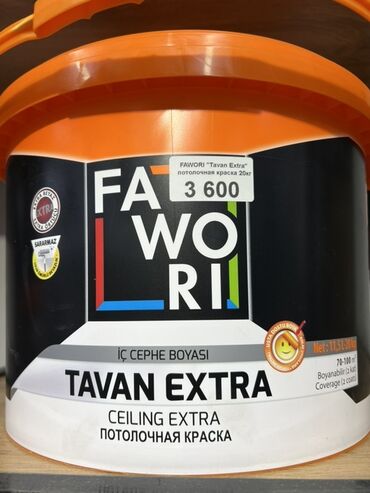 FAWORI "Tavan Extra"
потолочная краска 20кг
3 600
FA
WO
RI
EXTRA
SARARMAZ
İÇ CEPHE BOYASI
TAVAN EXTRA
CEILING EXTRA
ПОТОЛОЧНАЯ КРАСКА
70-100 m²
Boyanabilir (2 kat)
Coverage (2 coats)